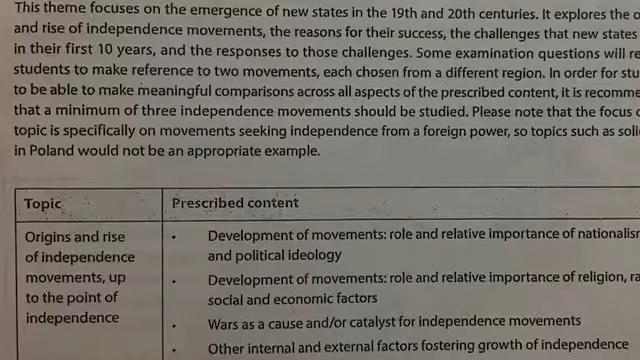 This theme focuses on the emergence of new states in the 19th and 20th centuries. It explores the
and rise of independence movements, the reasons for their success, the challenges that new states
in their first 10 years, and the responses to those challenges. Some examination questions will
students to make reference to two movements, each chosen from a different region. In order for
to be able to make meaningful comparisons across all aspects of the prescribed content, it is
that a minimum of three independence movements should be studied. Please note that the focus
topic is specifically on movements seeking independence from a foreign power, so topics such as
in Poland would not be an appropriate example.
Topic
Prescribed content
Origins and rise
of independence
movements, up
to the point of
independence
• Development of movements: role and relative importance of
and political ideology
• Development of movements: role and relative importance of religion,
social and economic factors
• Wars as a cause and/or catalyst for independence movements
• Other internal and external factors fostering growth of independence